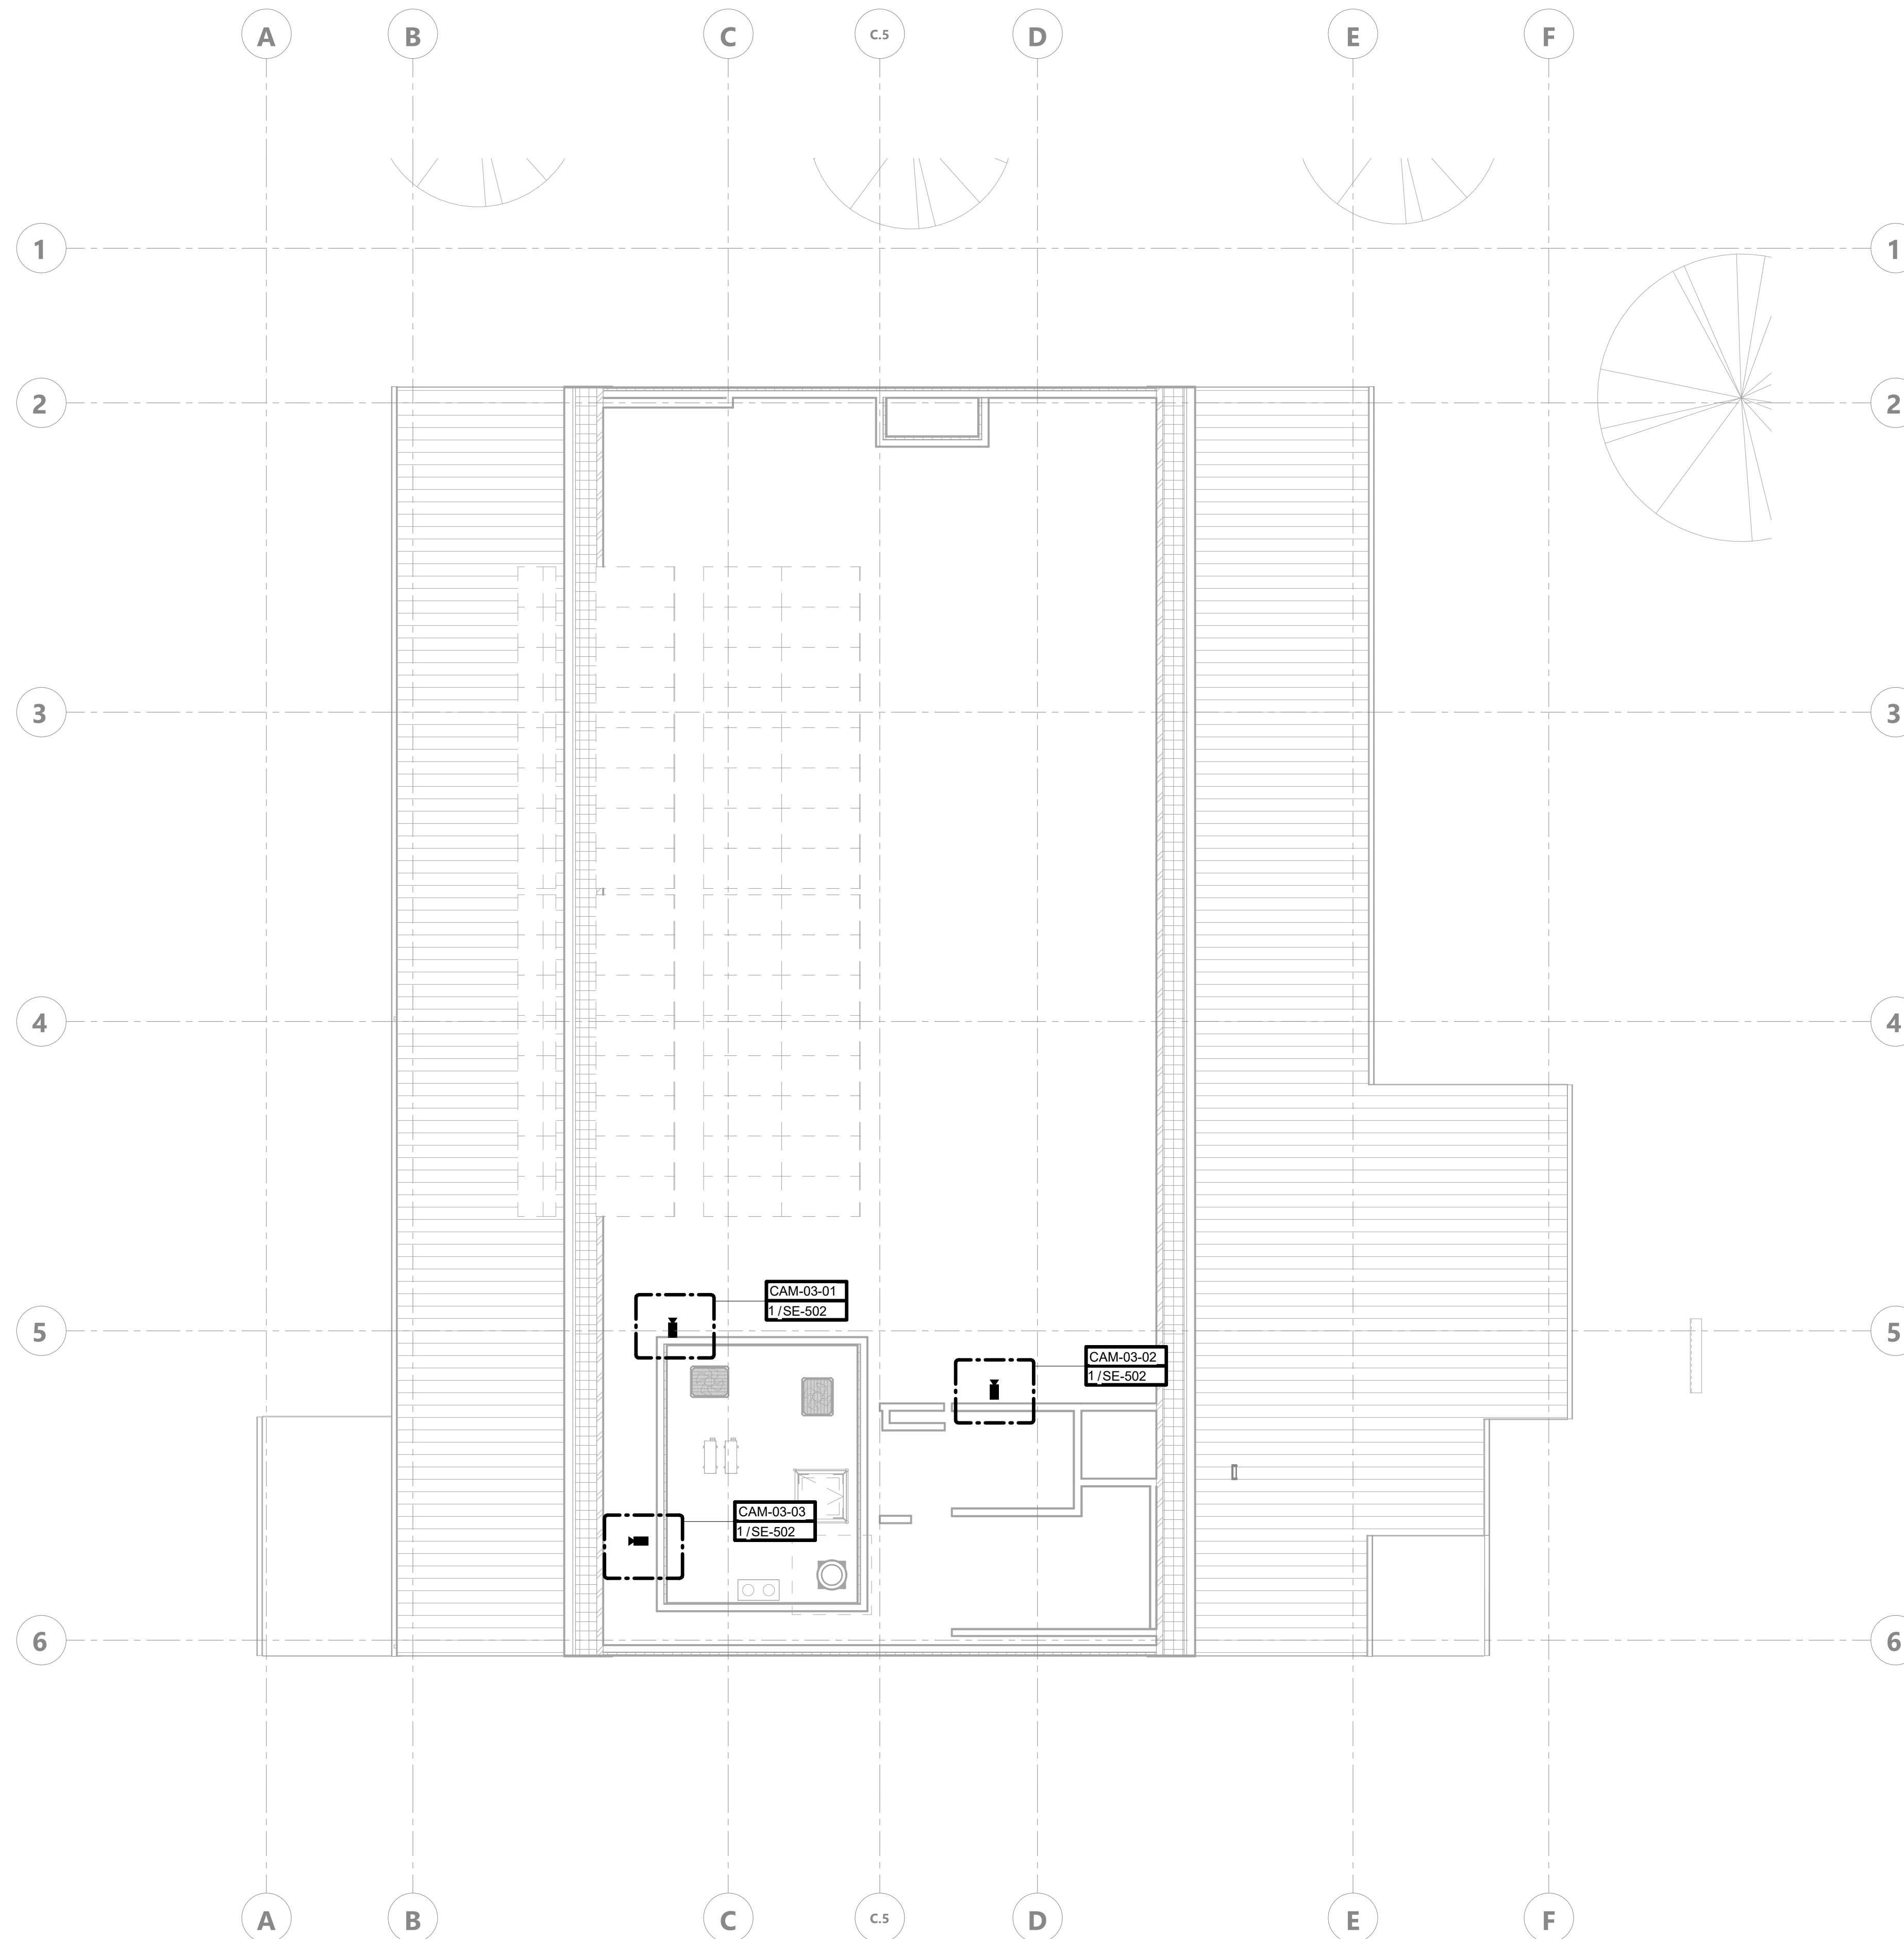 A B C C.5 D E F
1 1
2 2
3 3
4 4
CAM-03-01
1 /SE-502
5 5
CAM-03-02
1 /SE-502
CAM-03-03
1 /SE-502
6 6
A B C C.5 D E F